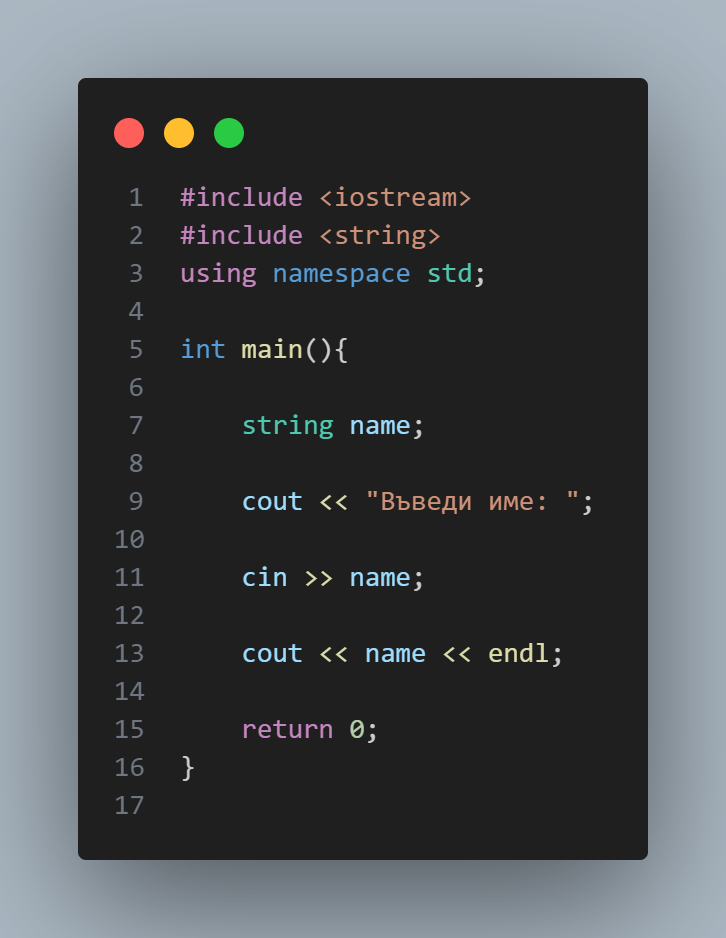 1 #include <iostream>
2 #include <string>
3 using namespace std;
4
5 int main(){
6
7     string name;
8
9     cout << "Въведи име: ";
10
11     cin >> name;
12
13     cout << name << endl;
14
15     return 0;
16 }
17